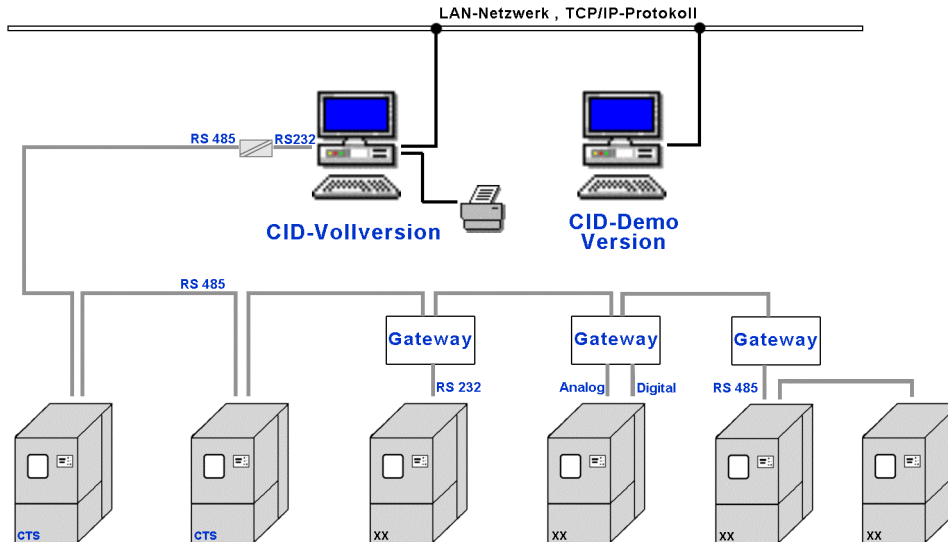 LAN-Netzwerk , TCP/IP-Protokoll
RS 485
RS232
CID-Vollversion
CID-Demo
Version
RS 485
Gateway
Gateway
Gateway
RS 232
Analog
Digital
RS 485
CTS
CTS
XX
XX
XX
XX